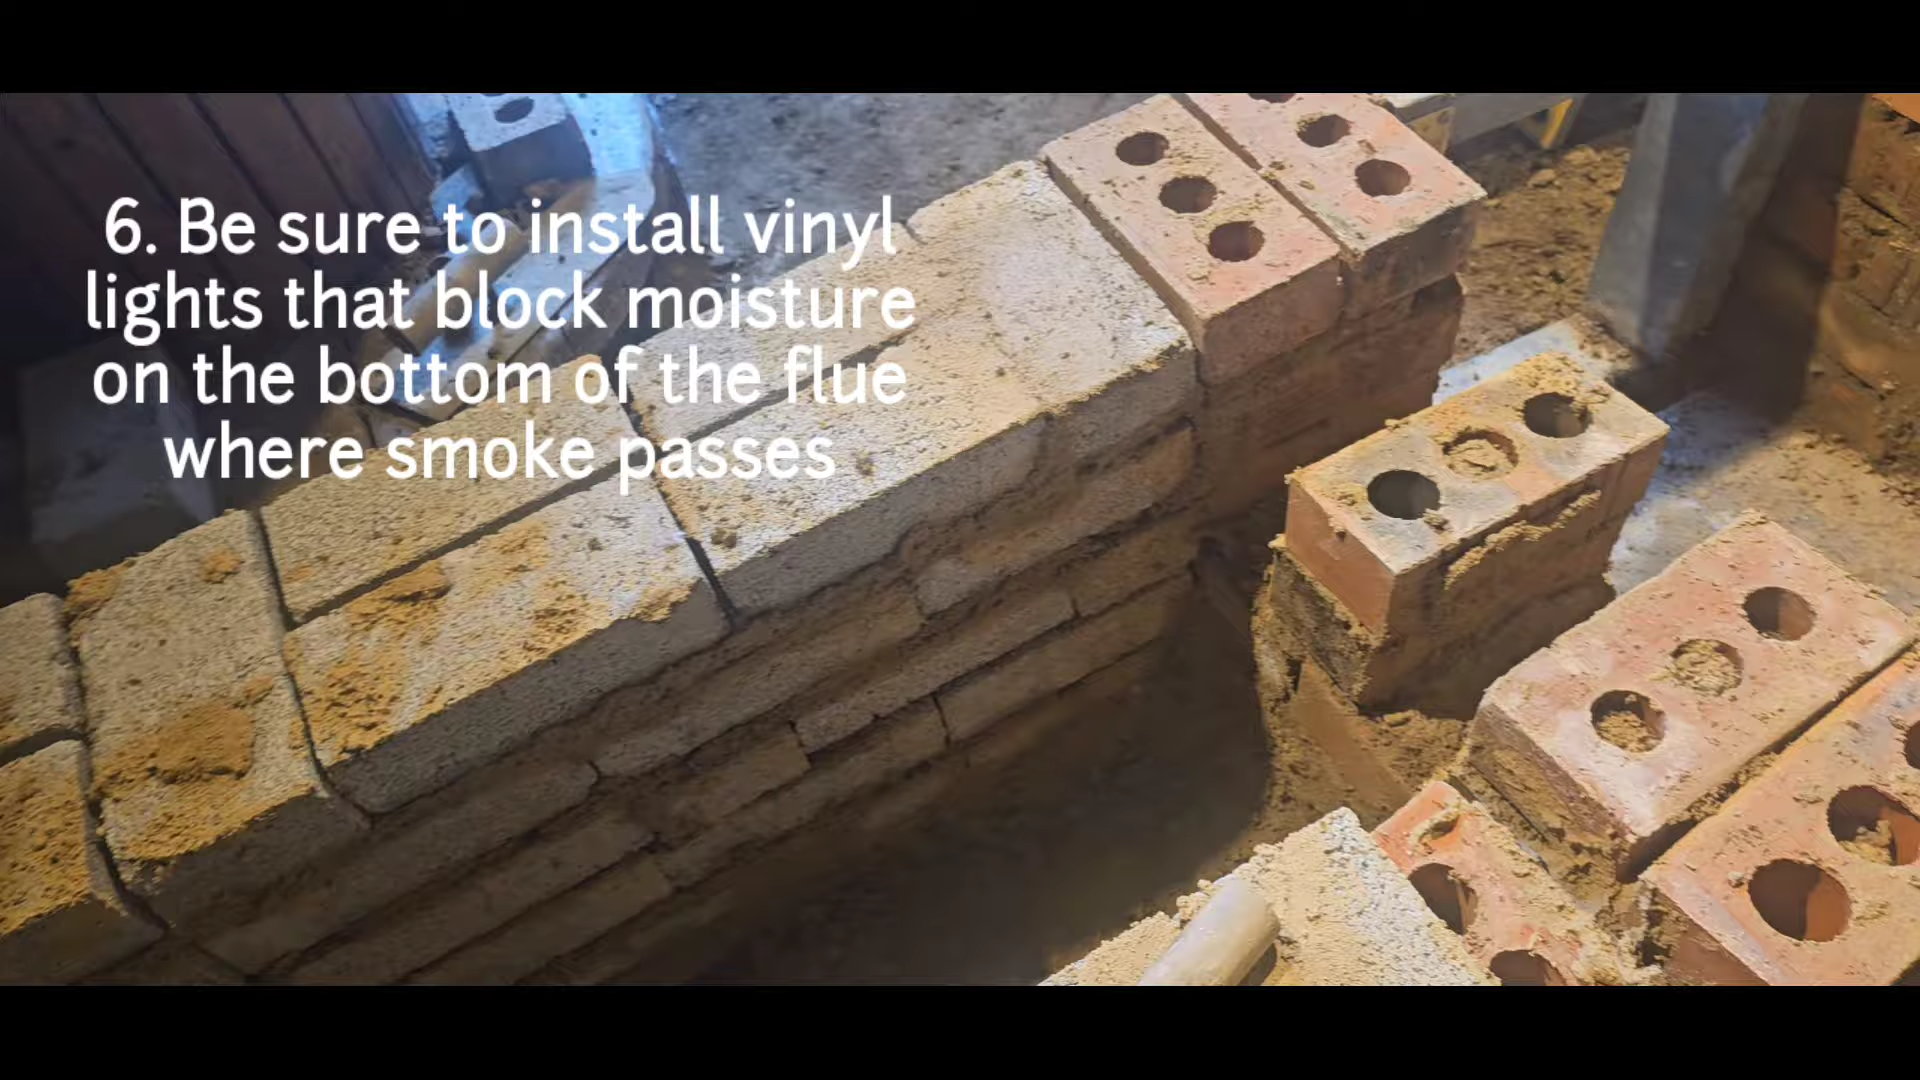 6. Be sure to install vinyl
lights that block moisture
on the bottom of the flue
where smoke passes